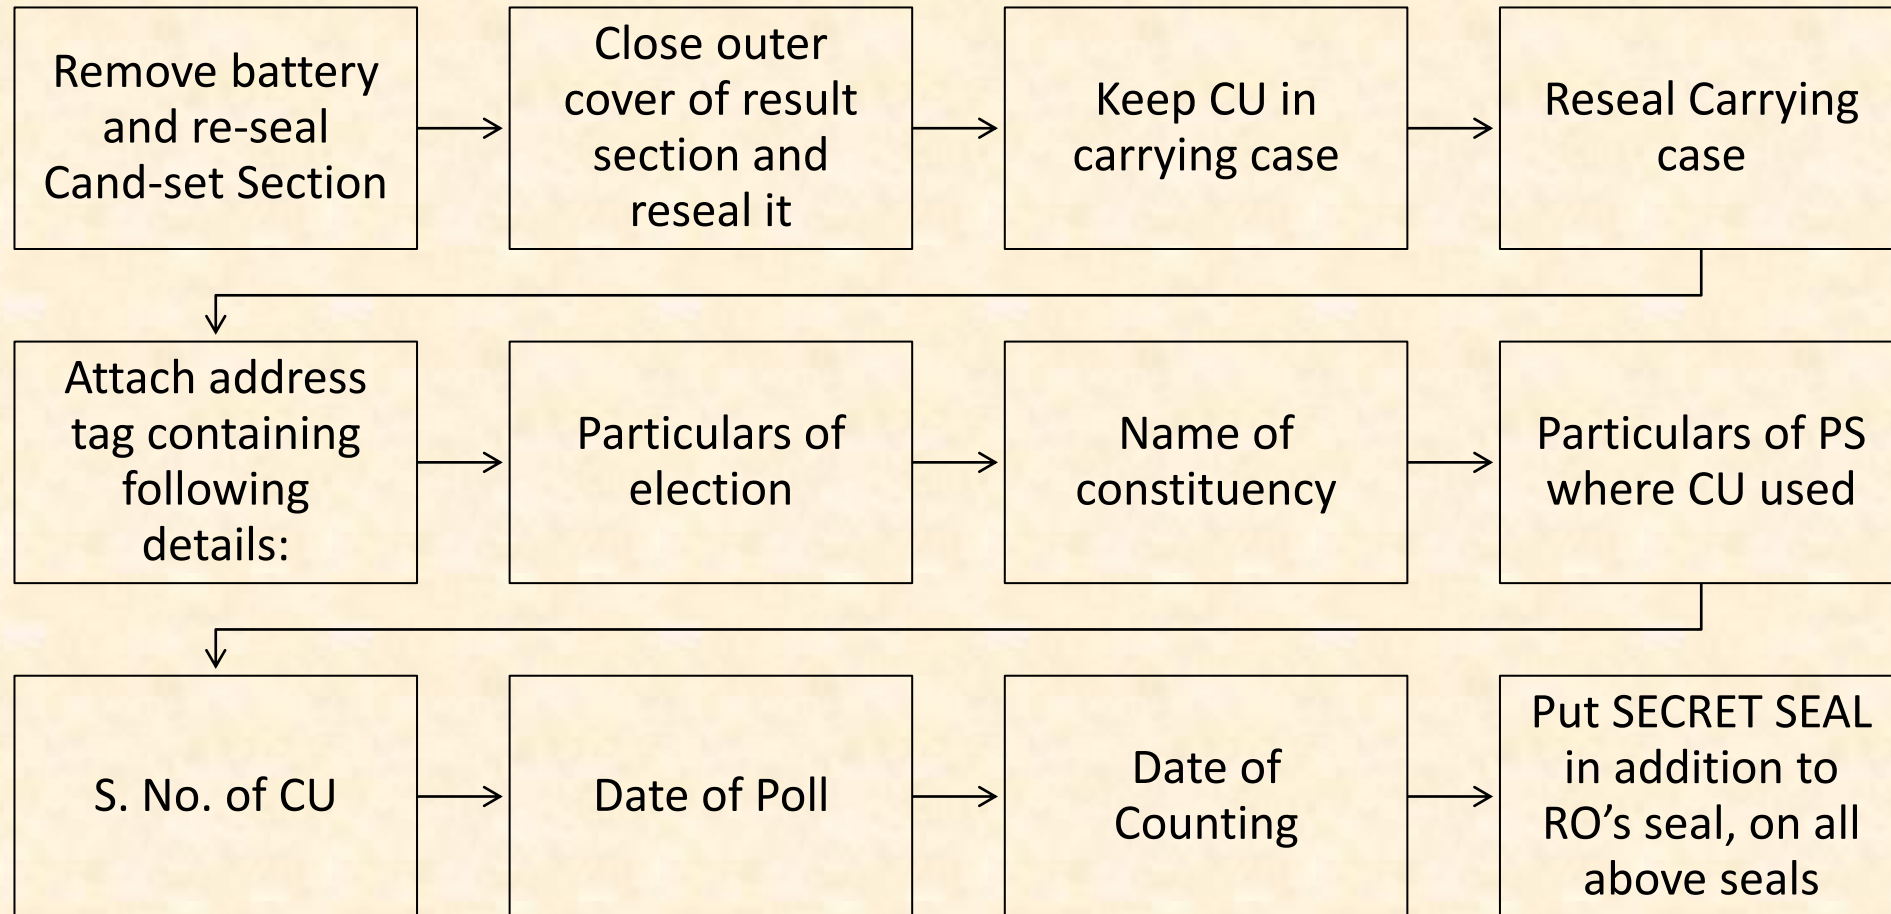 Remove battery
and re-seal
Cand-set Section
Close outer
cover of result
section and
reseal it
Keep CU in
carrying case
Reseal Carrying
case
Attach address
tag containing
following
details:
Particulars of
election
Name of
constituency
Particulars of PS
where CU used
S. No. of CU
Date of Poll
Date of
Counting
Put SECRET SEAL
in addition to
RO’s seal, on all
above seals